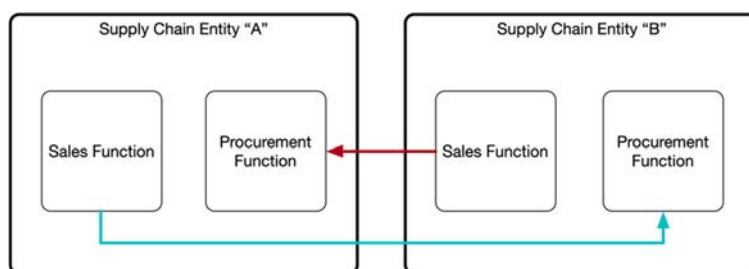 Supply Chain Entity “A”
Supply Chain Entity “B”
Sales Function
Procurement
Function
Sales Function
Procurement
Function